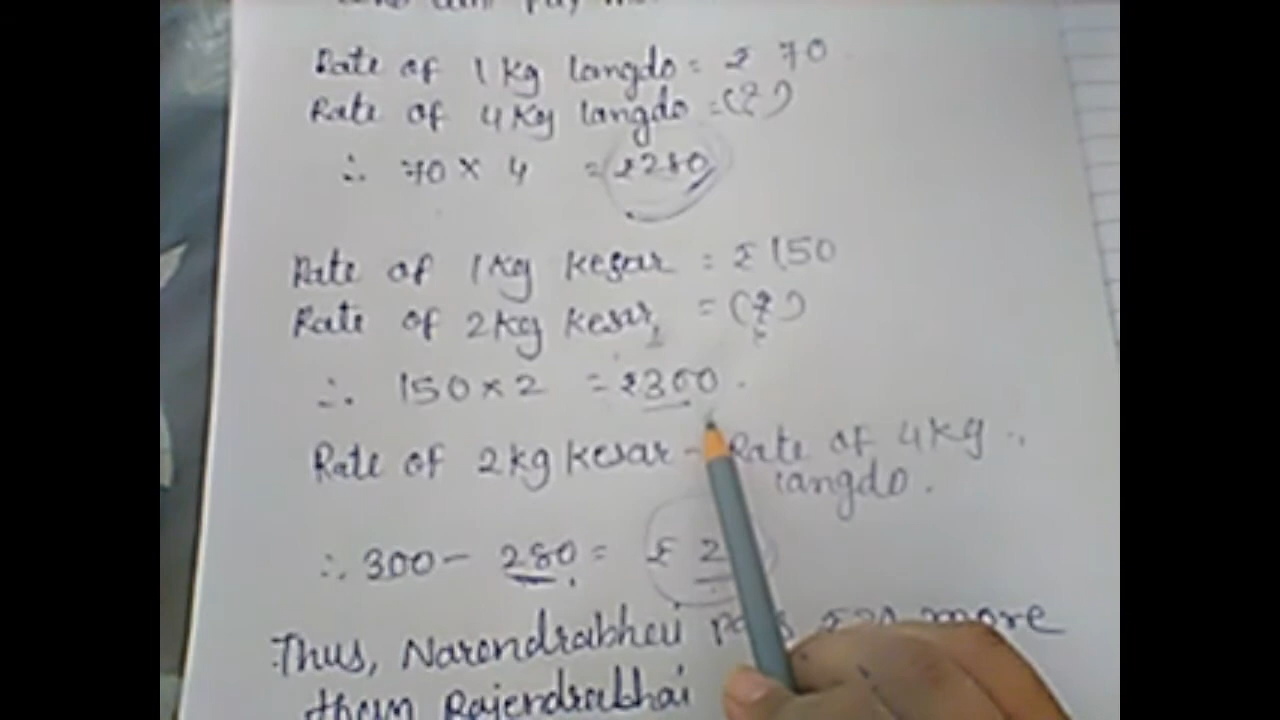 Rate of 1 Kg langdo = ₹ 70
Rate of 4 Kg langdo = (?)
∴ 70 × 4 = ₹280
Rate of 1 Kg kesar = ₹ 150
Rate of 2 Kg kesar = (?)
∴ 150 × 2 = ₹300
Rate of 2 kg kesar - Rate of 4 Kg
langdo.
∴ 300 - 280 = ₹ 2
Thus, Narendrabhai more
than Rajendrabhai